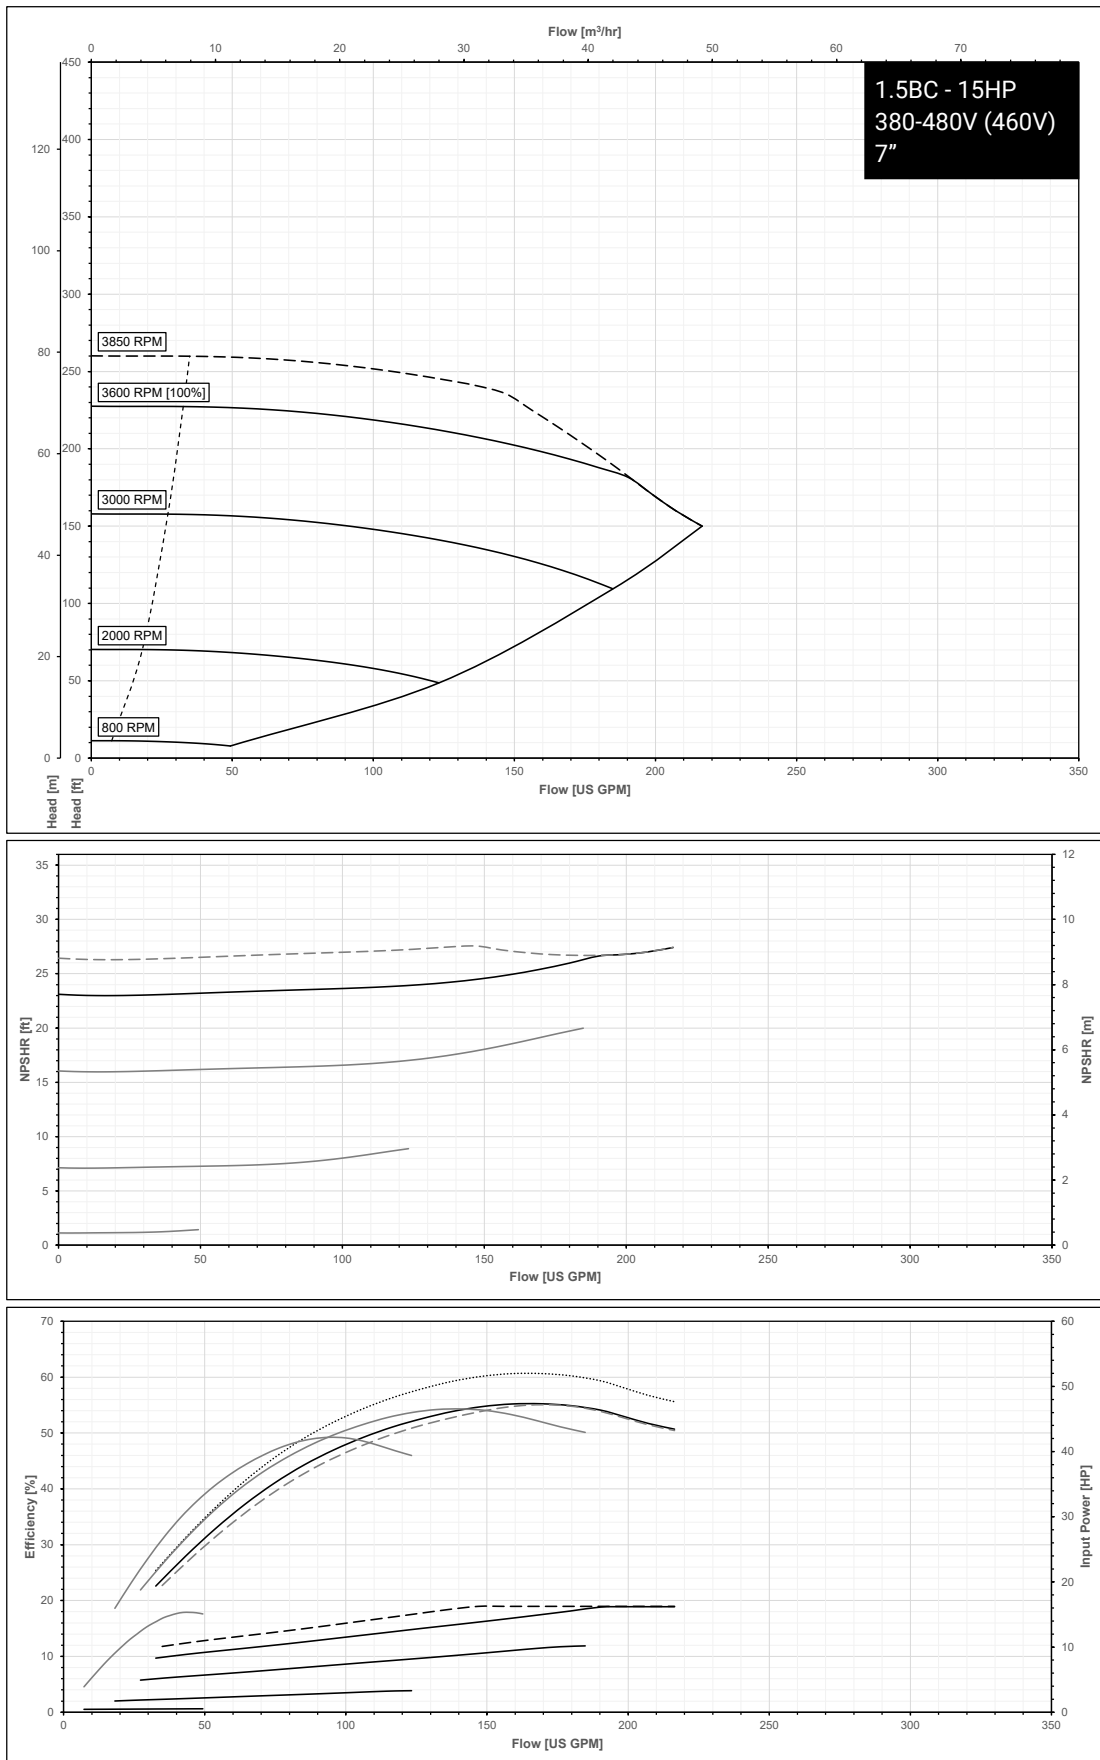 Flow [m³/hr]
0 10 20 30 40 50 60 70
1.5BC - 15HP
380-480V (460V)
7”
450
400
350
300
250
200
150
100
50
0
120
100
80
60
40
20
0
3850 RPM
3600 RPM [100%]
3000 RPM
2000 RPM
800 RPM
0 50 100 150 200 250 300 350
Flow [US GPM]
Head [m]
Head [ft]
35
30
25
20
15
10
5
0
NPSHR [ft]
12
10
8
6
4
2
0
NPSHR [m]
0 50 100 150 200 250 300 350
Flow [US GPM]
70
60
50
40
30
20
10
0
Efficiency [%]
60
50
40
30
20
10
0
Input Power [HP]
0 50 100 150 200 250 300 350
Flow [US GPM]